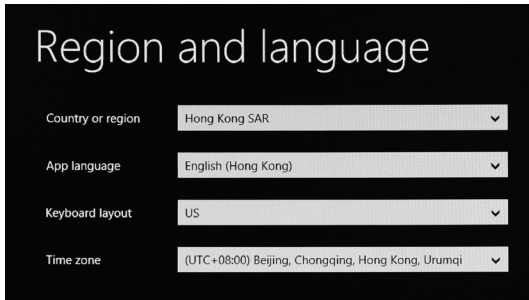 Region and language
Country or region Hong Kong SAR
App language English (Hong Kong)
Keyboard layout US
Time zone (UTC+08:00) Beijing, Chongqing, Hong Kong, Urumqi